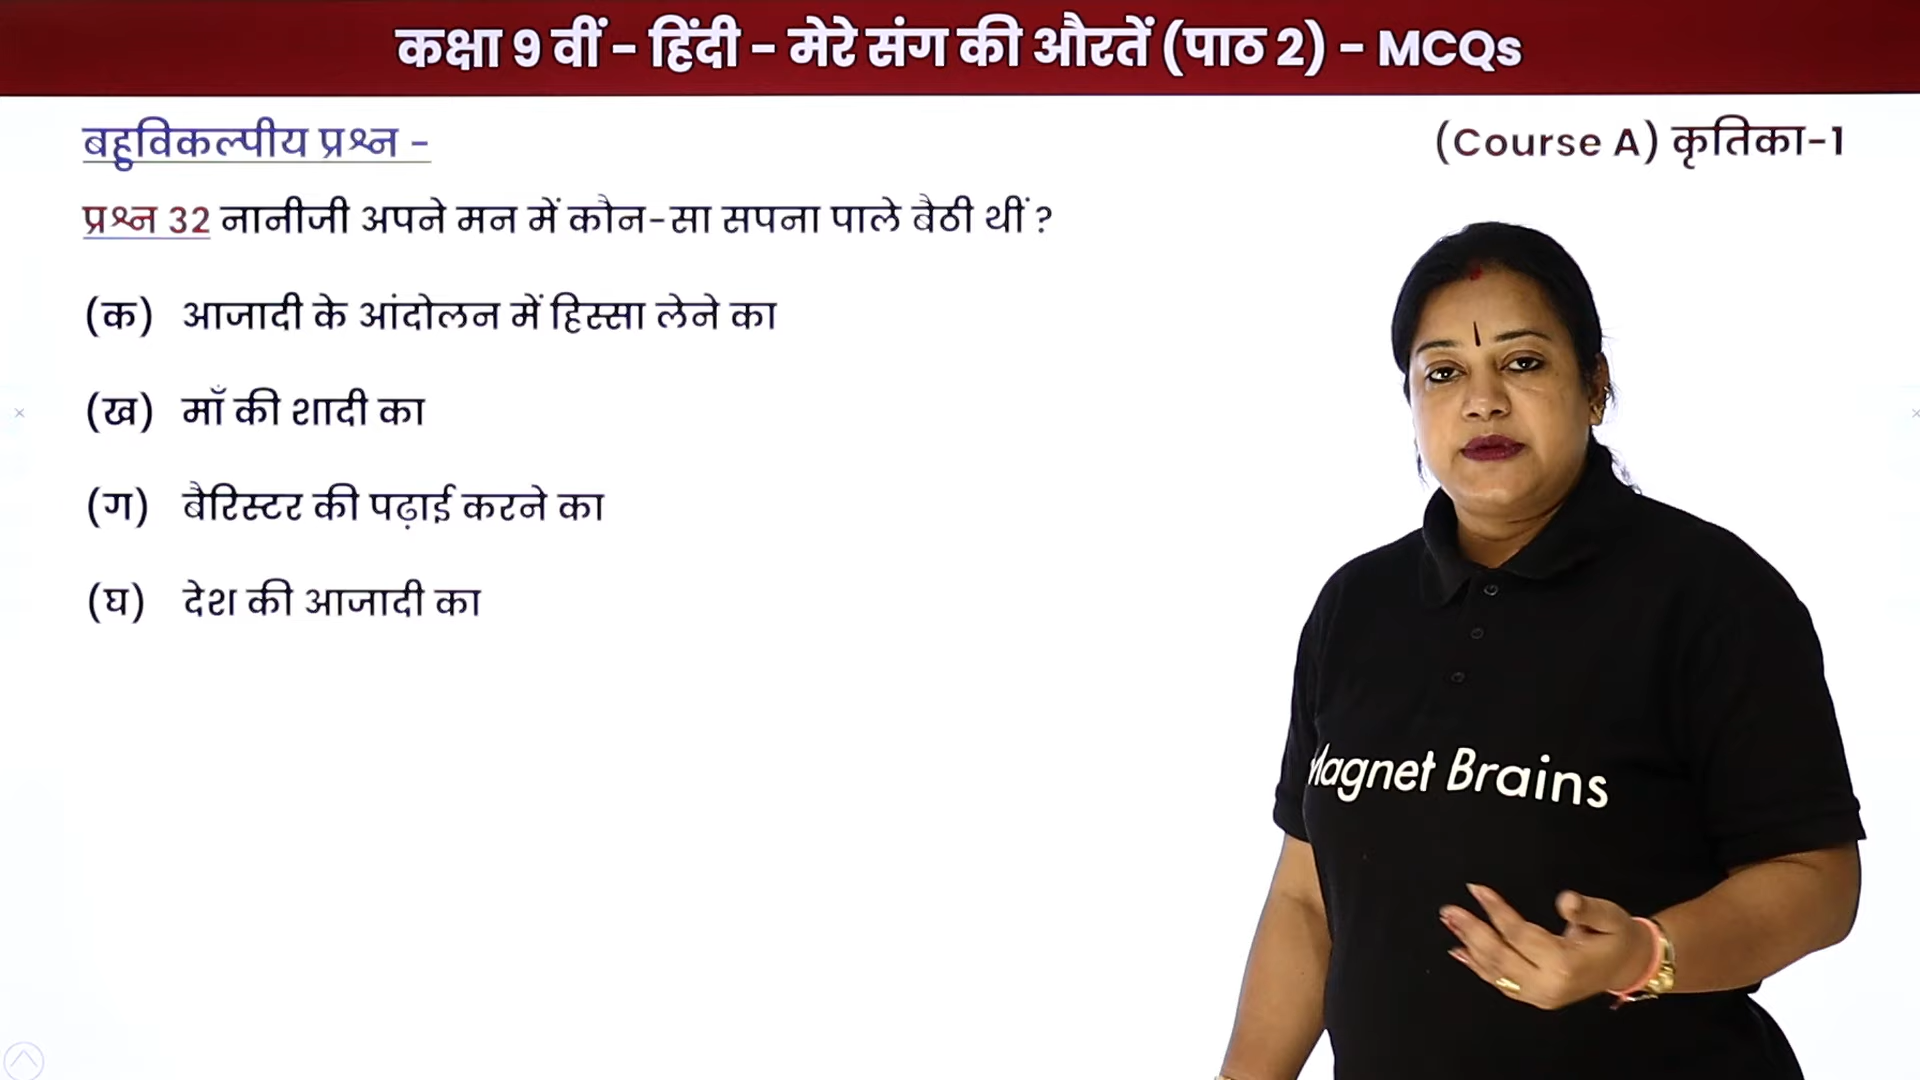 कक्षा 9 वीं – हिंदी – मेरे संग की औरतें (पाठ 2) – MCQs
बहुविकल्पीय प्रश्न –
(Course A) कृतिका-1
प्रश्न 32 नानीजी अपने मन में कौन-सा सपना पाले बैठी थीं ?
(क) आजादी के आंदोलन में हिस्सा लेने का
(ख) माँ की शादी का
(ग) बैरिस्टर की पढ़ाई करने का
(घ) देश की आजादी का
Magnet Brains